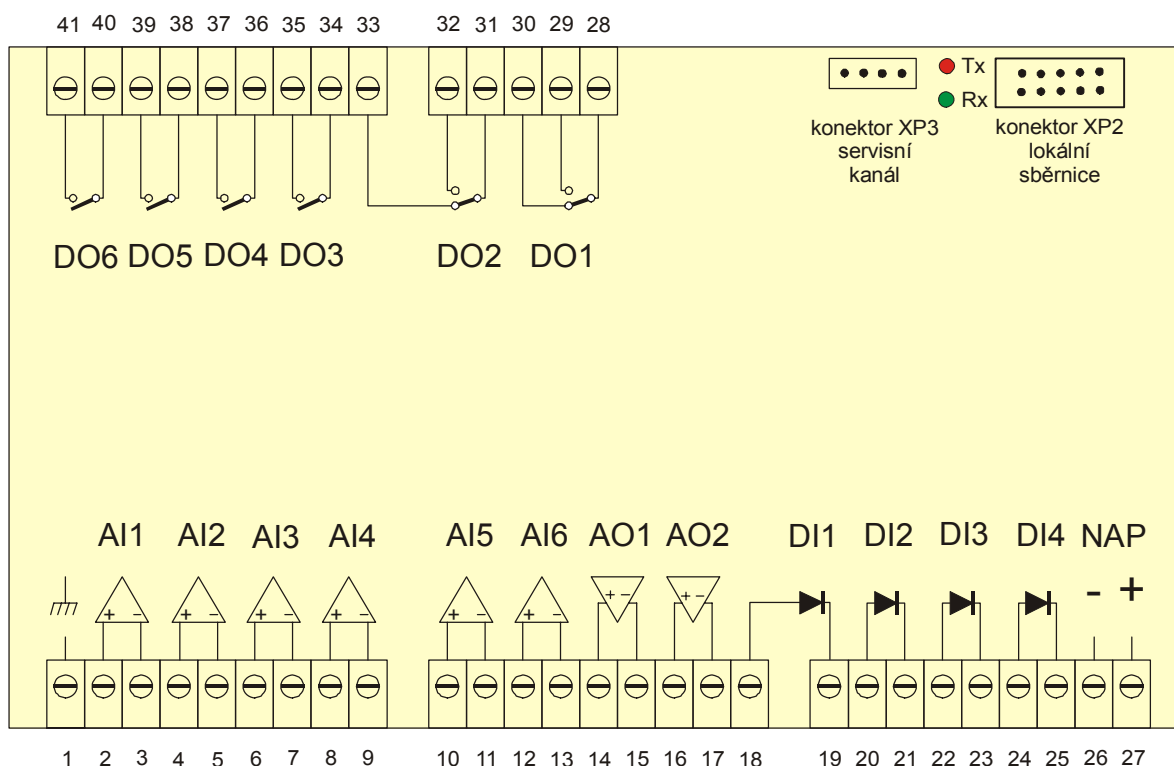 41 40 39 38 37 36 35 34 33 32 31 30 29 28
Tx
Rx
konektor XP3
servisní
kanál
konektor XP2
lokální
sběrnice
DO6 DO5 DO4 DO3 DO2 DO1
AI1 AI2 AI3 AI4 AI5 AI6 AO1 AO2 DI1 DI2 DI3 DI4 NAP
+ - + - + - + - + - + - + - + - - +
1 2 3 4 5 6 7 8 9 10 11 12 13 14 15 16 17 18 19 20 21 22 23 24 25 26 27